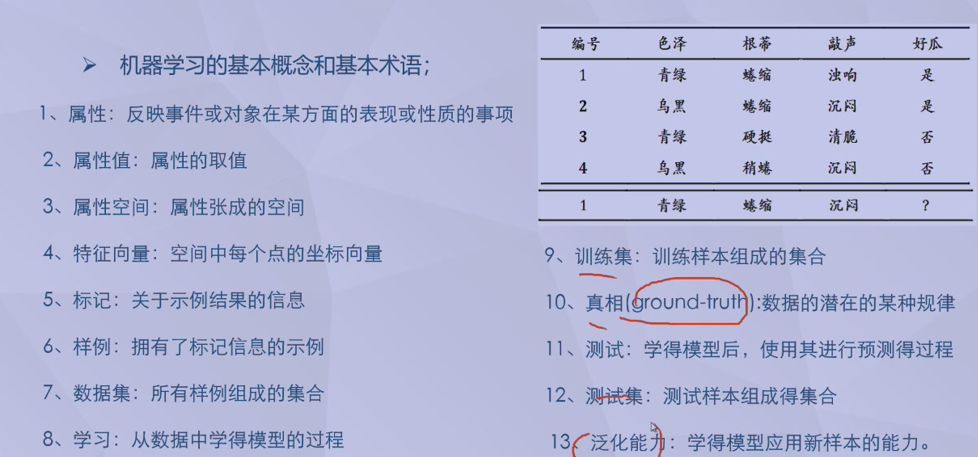 ➢ 机器学习的基本概念和基本术语；
1、属性：反映事件或对象在某方面的表现或性质的事项
2、属性值：属性的取值
3、属性空间：属性张成的空间
4、特征向量：空间中每个点的坐标向量
5、标记：关于示例结果的信息
6、样例：拥有了标记信息的示例
7、数据集：所有样例组成的集合
8、学习：从数据中学得模型的过程
编号 色泽 根蒂 敲声 好瓜
1 青绿 蜷缩 浊响 是
2 乌黑 蜷缩 沉闷 是
3 青绿 硬挺 清脆 否
4 乌黑 稍蜷 沉闷 否
1 青绿 蜷缩 沉闷 ?
9、训练集：训练样本组成的集合
10、真相(ground-truth):数据的潜在的某种规律
11、测试：学得模型后，使用其进行预测得过程
12、测试集：测试样本组成得集合
13、泛化能力：学得模型应用新样本的能力。